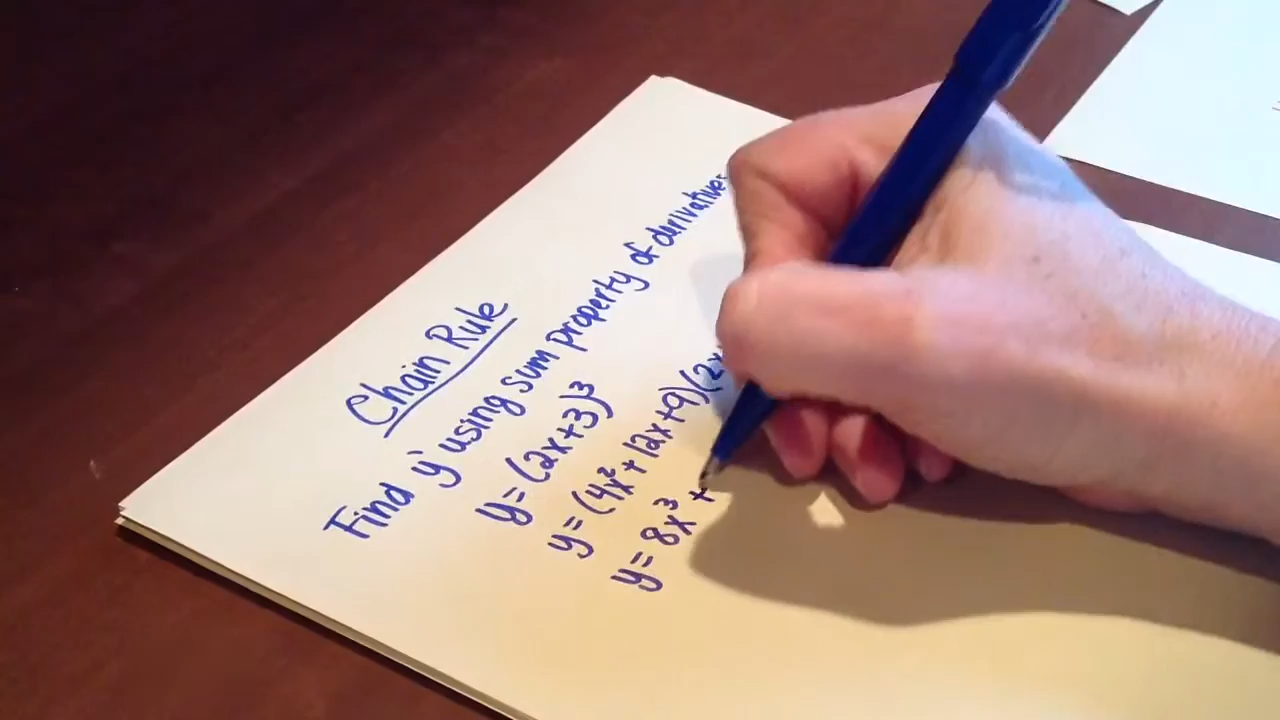 Chain Rule
Find y' using sum property of derivatives
y = (2x+3)³
y = (4x² + 12x + 9)(2x
y = 8x³ +